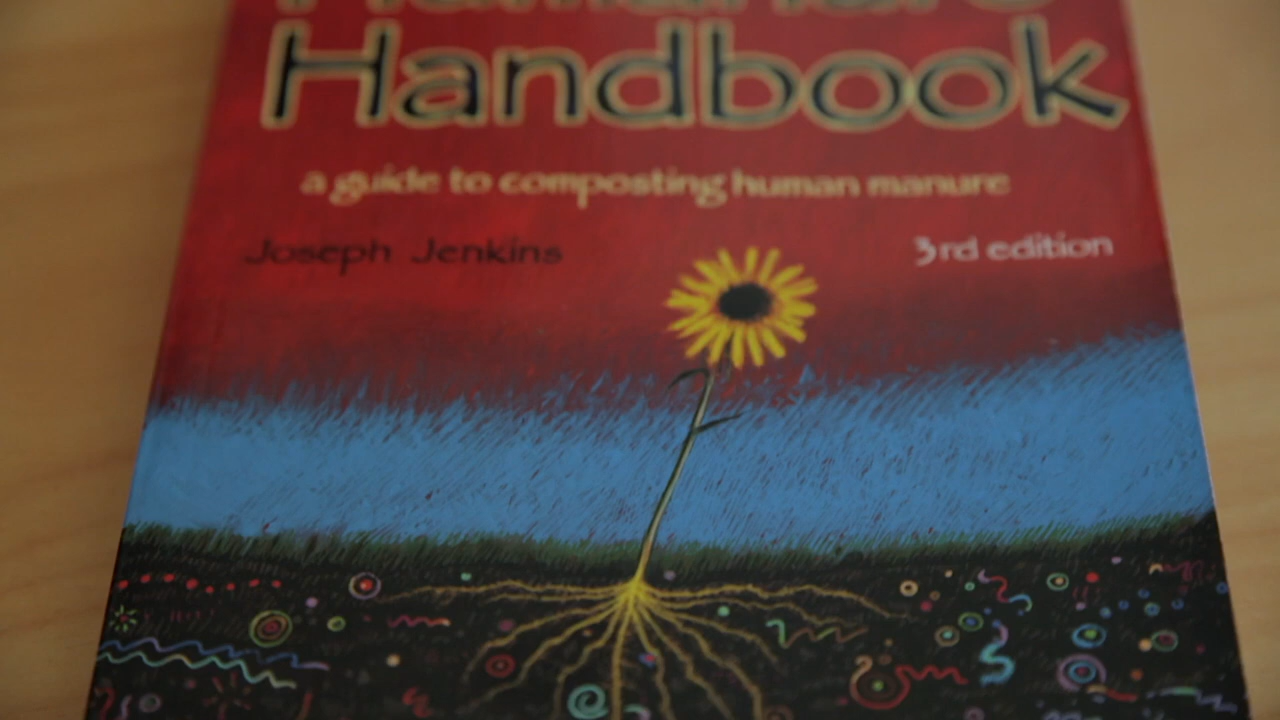 Handbook
a guide to composting human manure
Joseph Jenkins
3rd edition